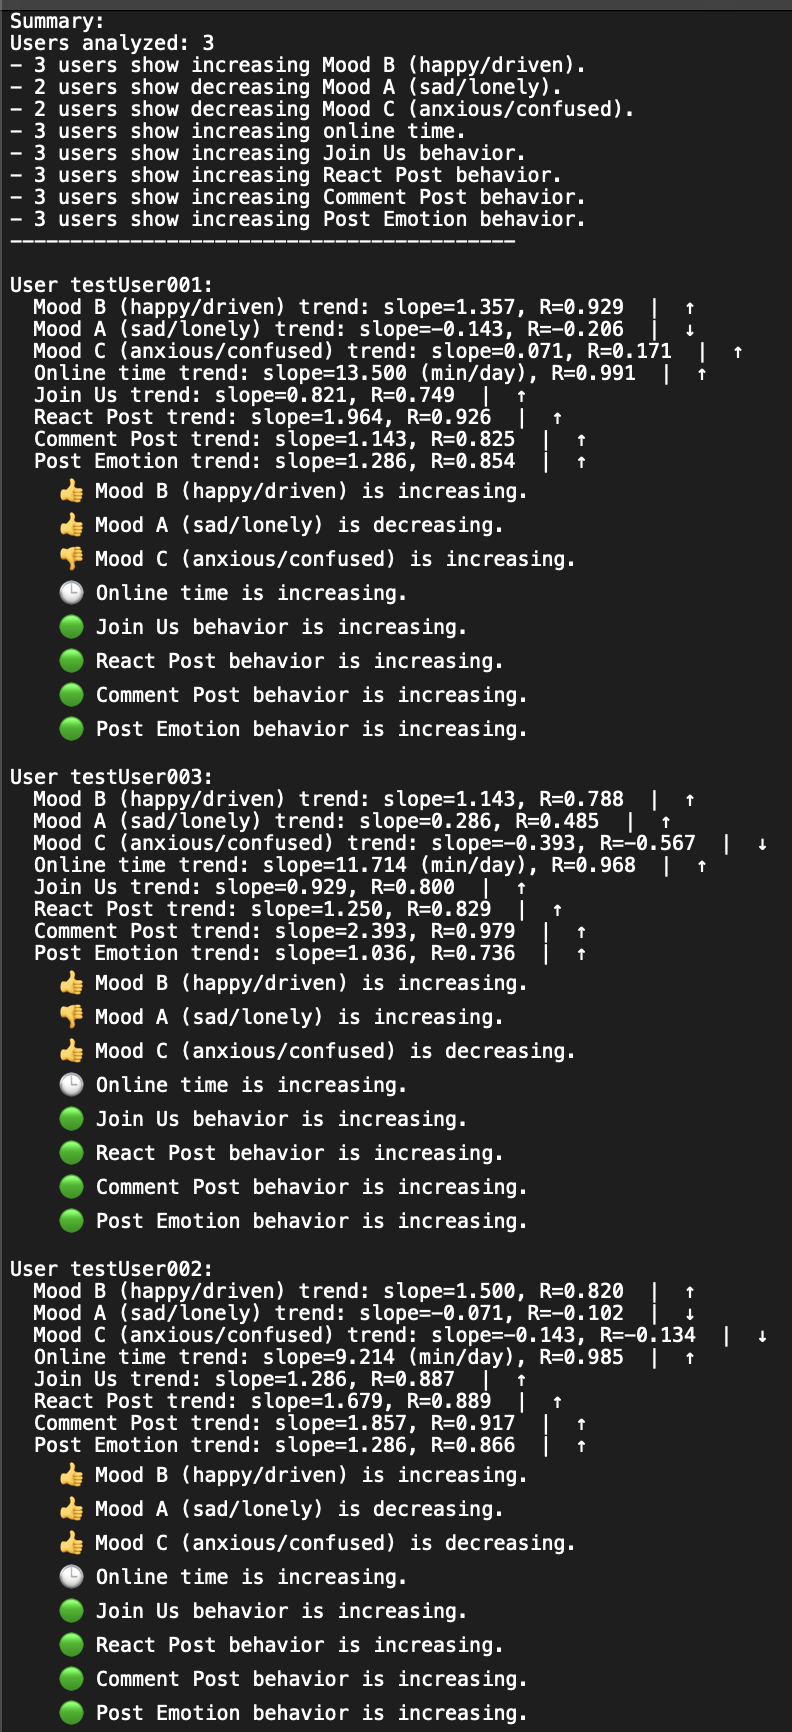 Summary:
Users analyzed: 3
- 3 users show increasing Mood B (happy/driven).
- 2 users show decreasing Mood A (sad/lonely).
- 2 users show decreasing Mood C (anxious/confused).
- 3 users show increasing online time.
- 3 users show increasing Join Us behavior.
- 3 users show increasing React Post behavior.
- 3 users show increasing Comment Post behavior.
- 3 users show increasing Post Emotion behavior.
------------------------------------------
User testUser001:
Mood B (happy/driven) trend: slope=1.357, R=0.929 | ↑
Mood A (sad/lonely) trend: slope=-0.143, R=-0.206 | ↓
Mood C (anxious/confused) trend: slope=0.071, R=0.171 | ↑
Online time trend: slope=13.500 (min/day), R=0.991 | ↑
Join Us trend: slope=0.821, R=0.749 | ↑
React Post trend: slope=1.964, R=0.926 | ↑
Comment Post trend: slope=1.143, R=0.825 | ↑
Post Emotion trend: slope=1.286, R=0.854 | ↑
👍 Mood B (happy/driven) is increasing.
👍 Mood A (sad/lonely) is decreasing.
👎 Mood C (anxious/confused) is increasing.
🕒 Online time is increasing.
🟢 Join Us behavior is increasing.
🟢 React Post behavior is increasing.
🟢 Comment Post behavior is increasing.
🟢 Post Emotion behavior is increasing.
User testUser003:
Mood B (happy/driven) trend: slope=1.143, R=0.788 | ↑
Mood A (sad/lonely) trend: slope=0.286, R=0.485 | ↑
Mood C (anxious/confused) trend: slope=-0.393, R=-0.567 | ↓
Online time trend: slope=11.714 (min/day), R=0.968 | ↑
Join Us trend: slope=0.929, R=0.800 | ↑
React Post trend: slope=1.250, R=0.829 | ↑
Comment Post trend: slope=2.393, R=0.979 | ↑
Post Emotion trend: slope=1.036, R=0.736 | ↑
👍 Mood B (happy/driven) is increasing.
👎 Mood A (sad/lonely) is increasing.
👍 Mood C (anxious/confused) is decreasing.
🕒 Online time is increasing.
🟢 Join Us behavior is increasing.
🟢 React Post behavior is increasing.
🟢 Comment Post behavior is increasing.
🟢 Post Emotion behavior is increasing.
User testUser002:
Mood B (happy/driven) trend: slope=1.500, R=0.820 | ↑
Mood A (sad/lonely) trend: slope=-0.071, R=-0.102 | ↓
Mood C (anxious/confused) trend: slope=-0.143, R=-0.134 | ↓
Online time trend: slope=9.214 (min/day), R=0.985 | ↑
Join Us trend: slope=1.286, R=0.887 | ↑
React Post trend: slope=1.679, R=0.889 | ↑
Comment Post trend: slope=1.857, R=0.917 | ↑
Post Emotion trend: slope=1.286, R=0.866 | ↑
👍 Mood B (happy/driven) is increasing.
👍 Mood A (sad/lonely) is decreasing.
👍 Mood C (anxious/confused) is decreasing.
🕒 Online time is increasing.
🟢 Join Us behavior is increasing.
🟢 React Post behavior is increasing.
🟢 Comment Post behavior is increasing.
🟢 Post Emotion behavior is increasing.